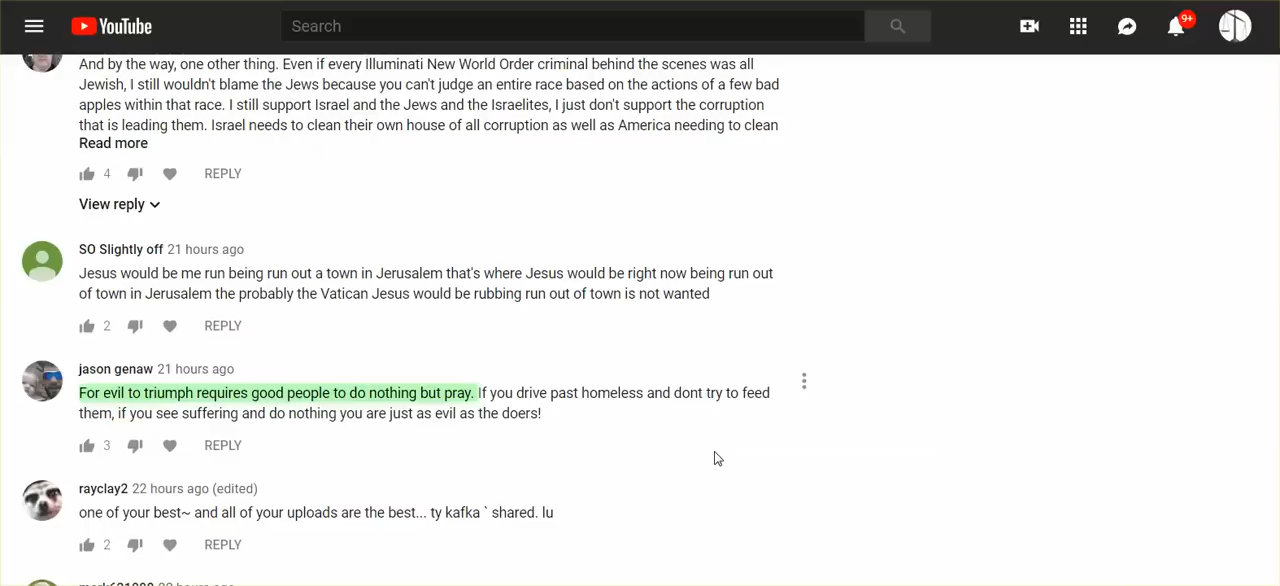 YouTube
Search
9+
And by the way, one other thing. Even if every Illuminati New World Order criminal behind the scenes was all
Jewish, I still wouldn't blame the Jews because you can't judge an entire race based on the actions of a few bad
apples within that race. I still support Israel and the Jews and the Israelites, I just don't support the corruption
that is leading them. Israel needs to clean their own house of all corruption as well as America needing to clean
Read more
4 REPLY
View reply
SO Slightly off 21 hours ago
Jesus would be me run being run out a town in Jerusalem that's where Jesus would be right now being run out
of town in Jerusalem the probably the Vatican Jesus would be rubbing run out of town is not wanted
2 REPLY
jason genaw 21 hours ago
For evil to triumph requires good people to do nothing but pray. If you drive past homeless and dont try to feed
them, if you see suffering and do nothing you are just as evil as the doers!
3 REPLY
rayclay2 22 hours ago (edited)
one of your best~ and all of your uploads are the best... ty kafka ` shared. lu
2 REPLY